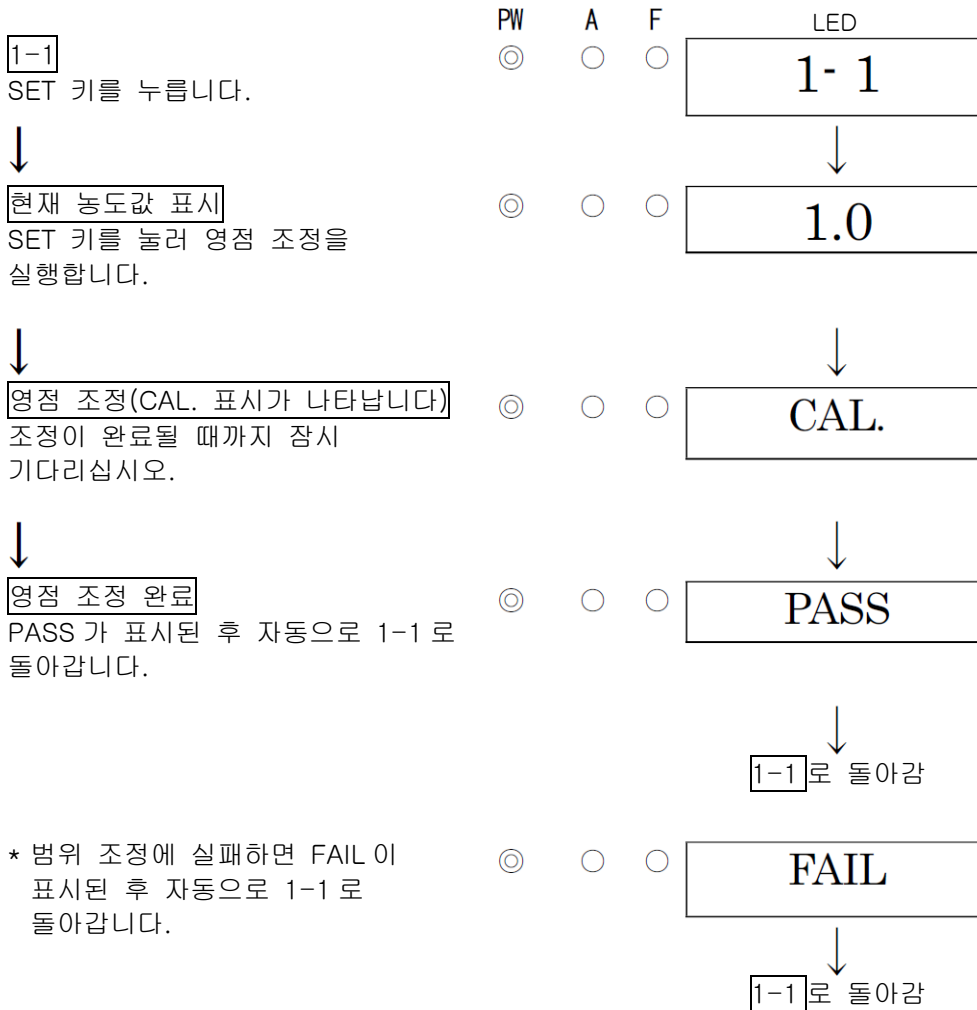 PW A F LED
1-1
◎ ○ ○ 1- 1
SET 키를 누릅니다.
↓ ↓
현재 농도값 표시
◎ ○ ○ 1.0
SET 키를 눌러 영점 조정을
실행합니다.
↓ ↓
영점 조정(CAL. 표시가 나타납니다)
◎ ○ ○ CAL.
조정이 완료될 때까지 잠시
기다리십시오.
↓ ↓
영점 조정 완료
◎ ○ ○ PASS
PASS 가 표시된 후 자동으로 1-1 로
돌아갑니다.
↓
1-1 로 돌아감
* 범위 조정에 실패하면 FAIL 이
◎ ○ ○ FAIL
표시된 후 자동으로 1-1 로
돌아갑니다.
↓
1-1 로 돌아감